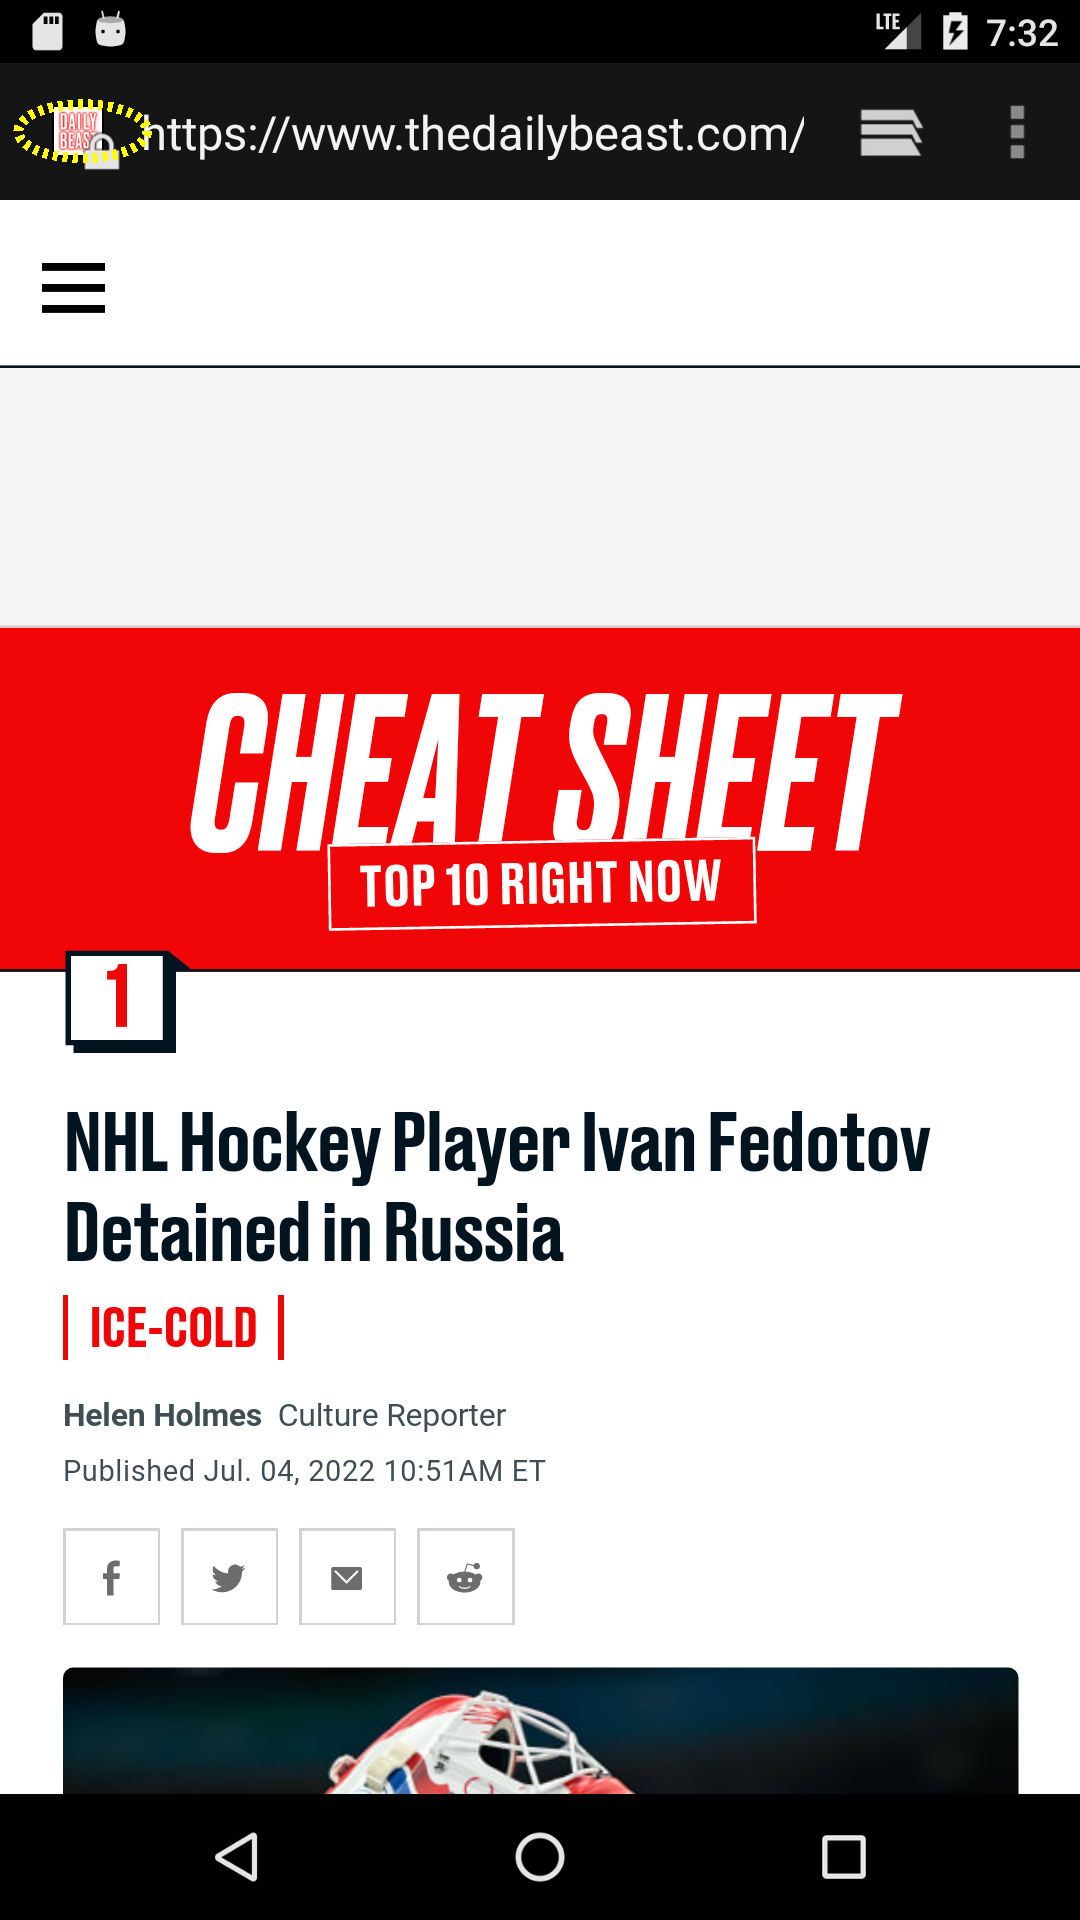 LTE 7:32
DAILY
BEAST
https://www.thedailybeast.com/
CHEAT SHEET
TOP 10 RIGHT NOW
1
NHL Hockey Player Ivan Fedotov
Detained in Russia
ICE-COLD
Helen Holmes Culture Reporter
Published Jul. 04, 2022 10:51AM ET